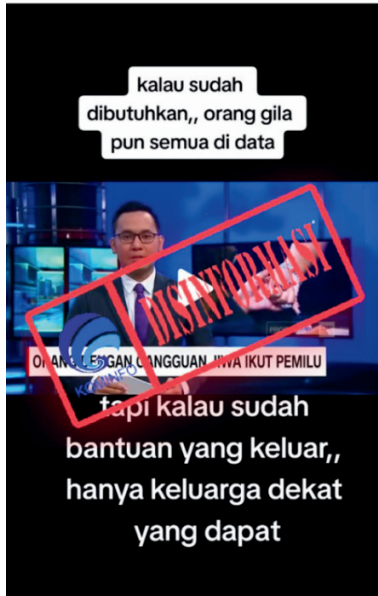 kalau sudah
dibutuhkan,, orang gila
pun semua di data
DISINFORMASI
ORANG DENGAN GANGGUAN JIWA IKUT PEMILU
KOMINFO
tapi kalau sudah
bantuan yang keluar,,
hanya keluarga dekat
yang dapat